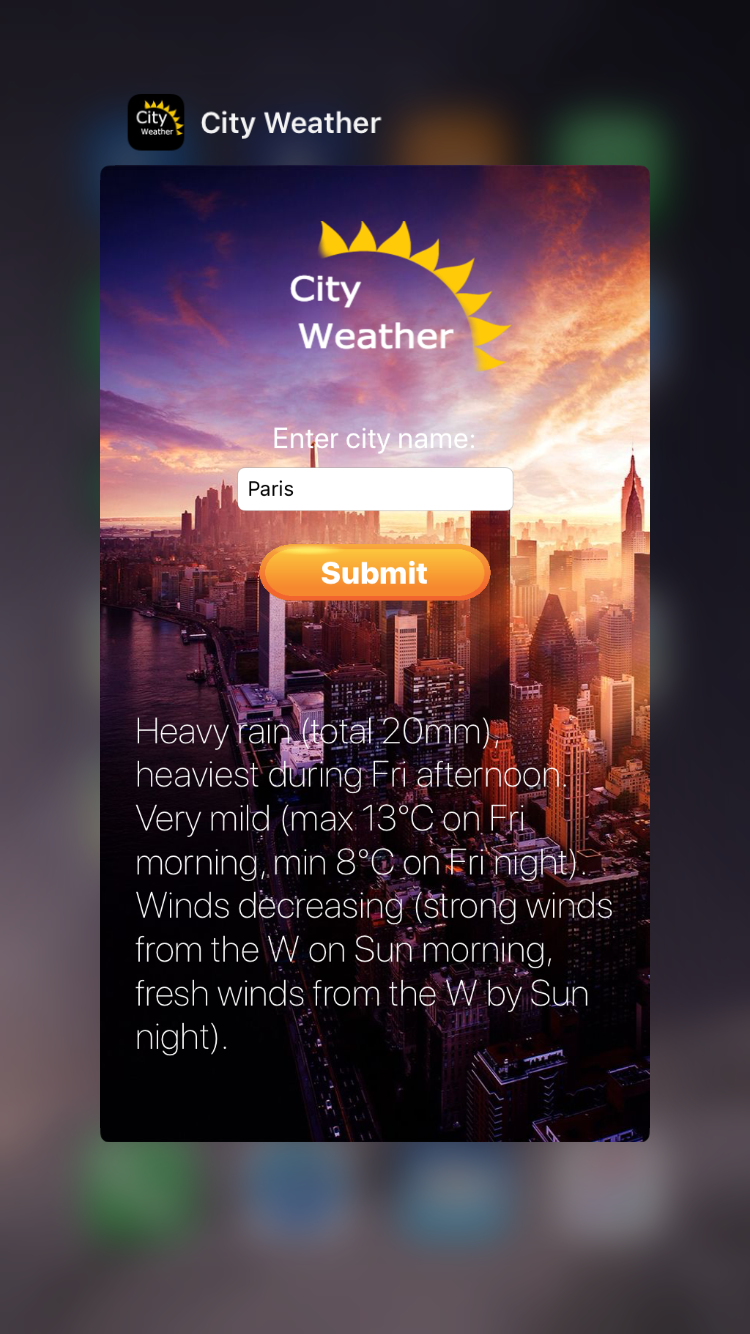 City
Weather
City Weather
City
Weather
Enter city name:
Paris
Submit
Heavy rain (total 20mm),
heaviest during Fri afternoon.
Very mild (max 13°C on Fri
morning, min 8°C on Fri night).
Winds decreasing (strong winds
from the W on Sun morning,
fresh winds from the W by Sun
night).